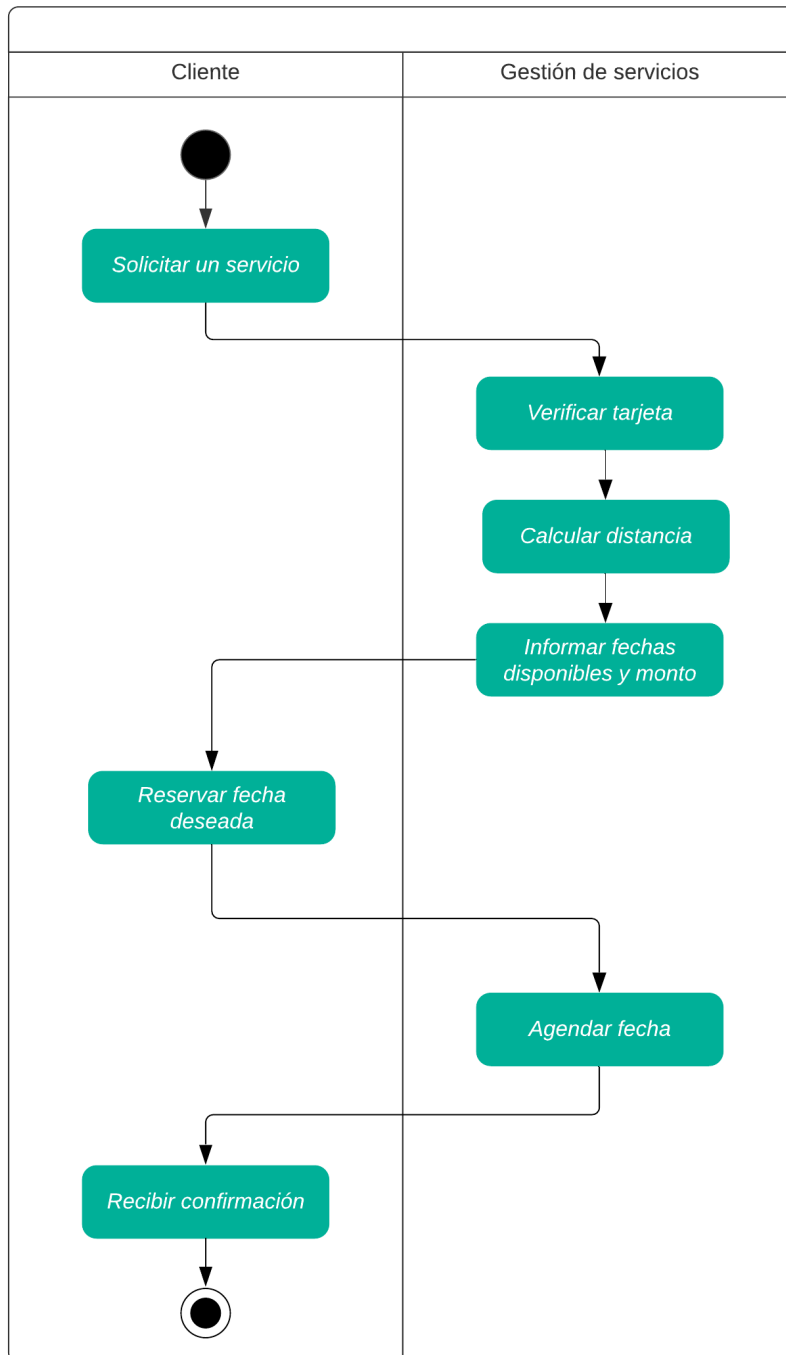 Cliente
Gestión de servicios
Solicitar un servicio
Verificar tarjeta
Calcular distancia
Informar fechas
disponibles y monto
Reservar fecha
deseada
Agendar fecha
Recibir confirmación